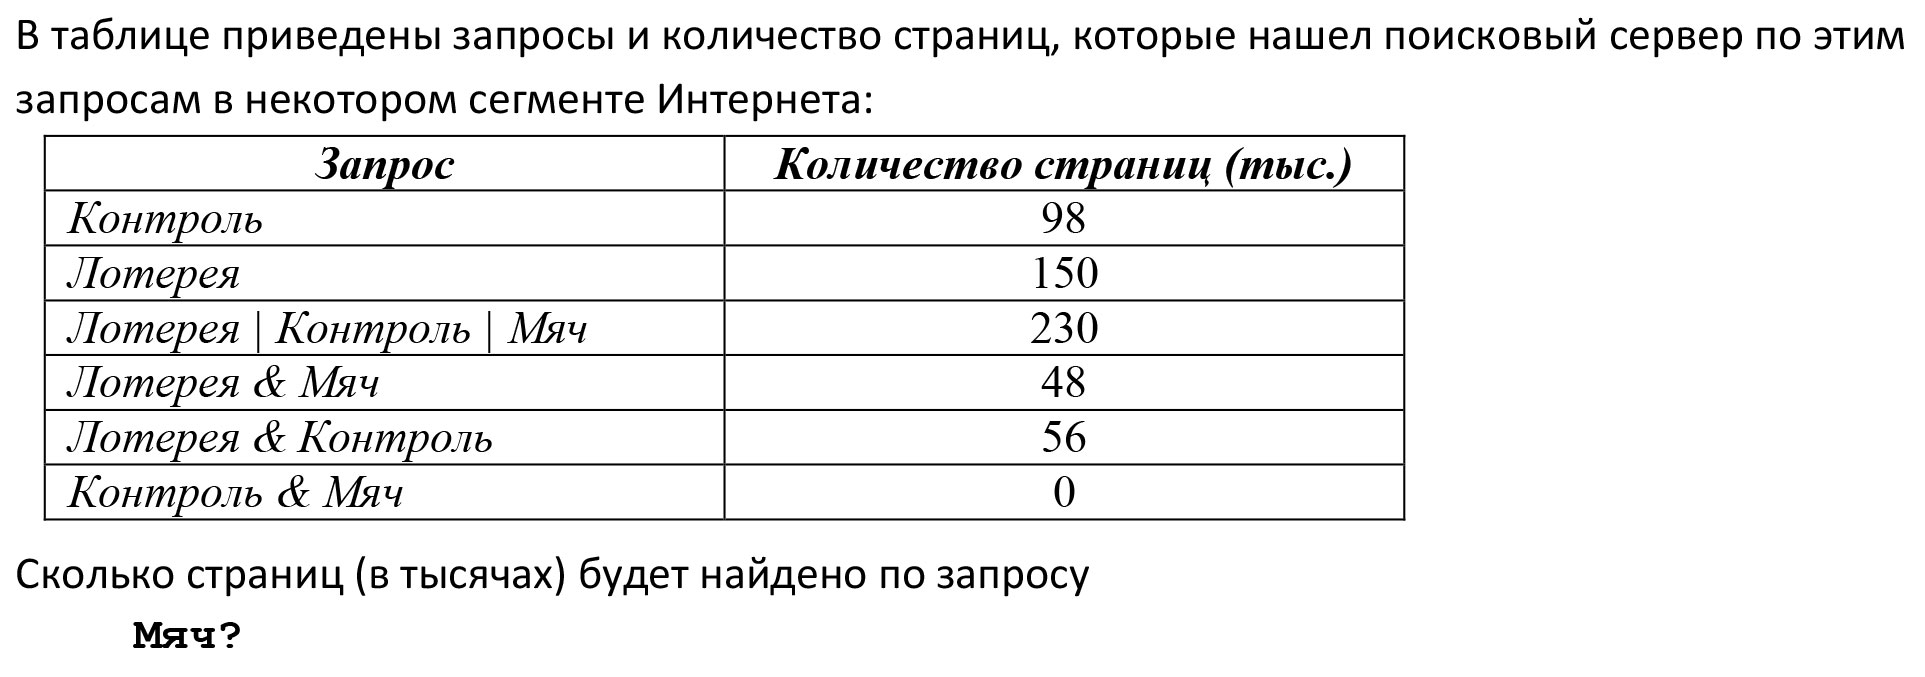 В таблице приведены запросы и количество страниц, которые нашел поисковый сервер по этим
запросам в некотором сегменте Интернета:
Запрос Количество страниц (тыс.)
Контроль 98
Лотерея 150
Лотерея | Контроль | Мяч 230
Лотерея & Мяч 48
Лотерея & Контроль 56
Контроль & Мяч 0
Сколько страниц (в тысячах) будет найдено по запросу
Мяч?